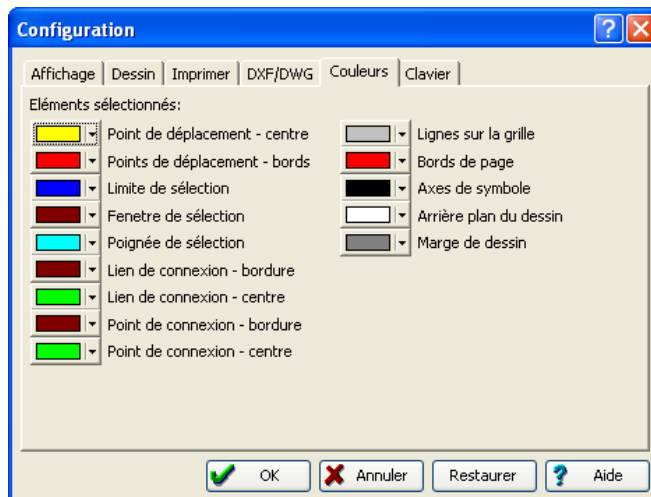 Configuration
Affichage
Dessin
Imprimer
DXF/DWG
Couleurs
Clavier
Eléments sélectionnés:
Point de déplacement - centre
Points de déplacement - bords
Limite de sélection
Fenetre de sélection
Poignée de sélection
Lien de connexion - bordure
Lien de connexion - centre
Point de connexion - bordure
Point de connexion - centre
Lignes sur la grille
Bords de page
Axes de symbole
Arrière plan du dessin
Marge de dessin
OK
Annuler
Restaurer
Aide